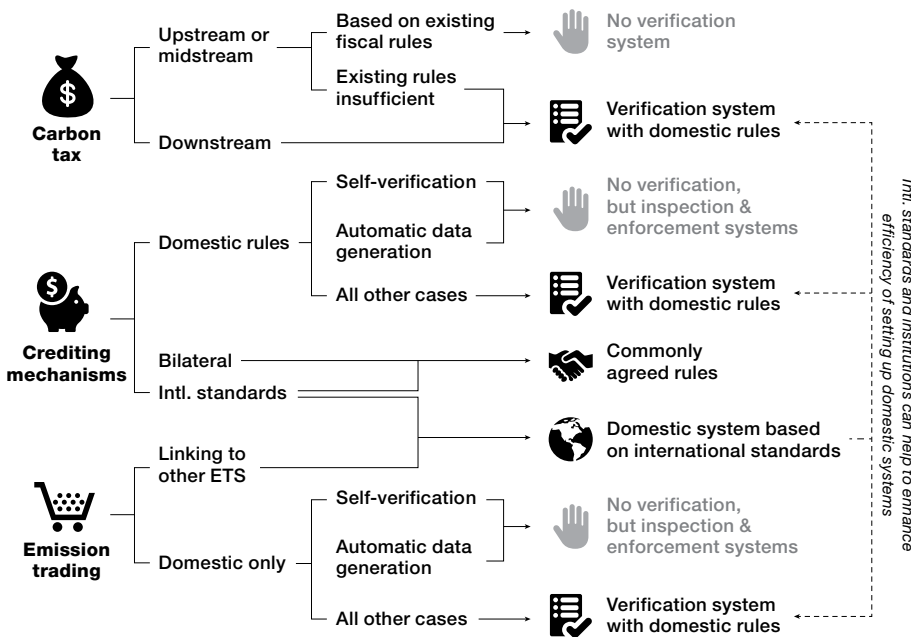 Carbon
tax
Upstream or
midstream
Based on existing
fiscal rules
No verification
system
Existing rules
insufficient
Downstream
Verification system
with domestic rules
Crediting
mechanisms
Domestic rules
Self-verification
Automatic data
generation
No verification,
but inspection &
enforcement systems
All other cases
Verification system
with domestic rules
Bilateral
Commonly
agreed rules
Intl. standards
Domestic system based
on international standards
Emission
trading
Linking to
other ETS
Domestic only
Self-verification
Automatic data
generation
No verification,
but inspection &
enforcement systems
All other cases
Verification system
with domestic rules
Intl. standards and institutions can help to enhance
efficiency of setting up domestic systems